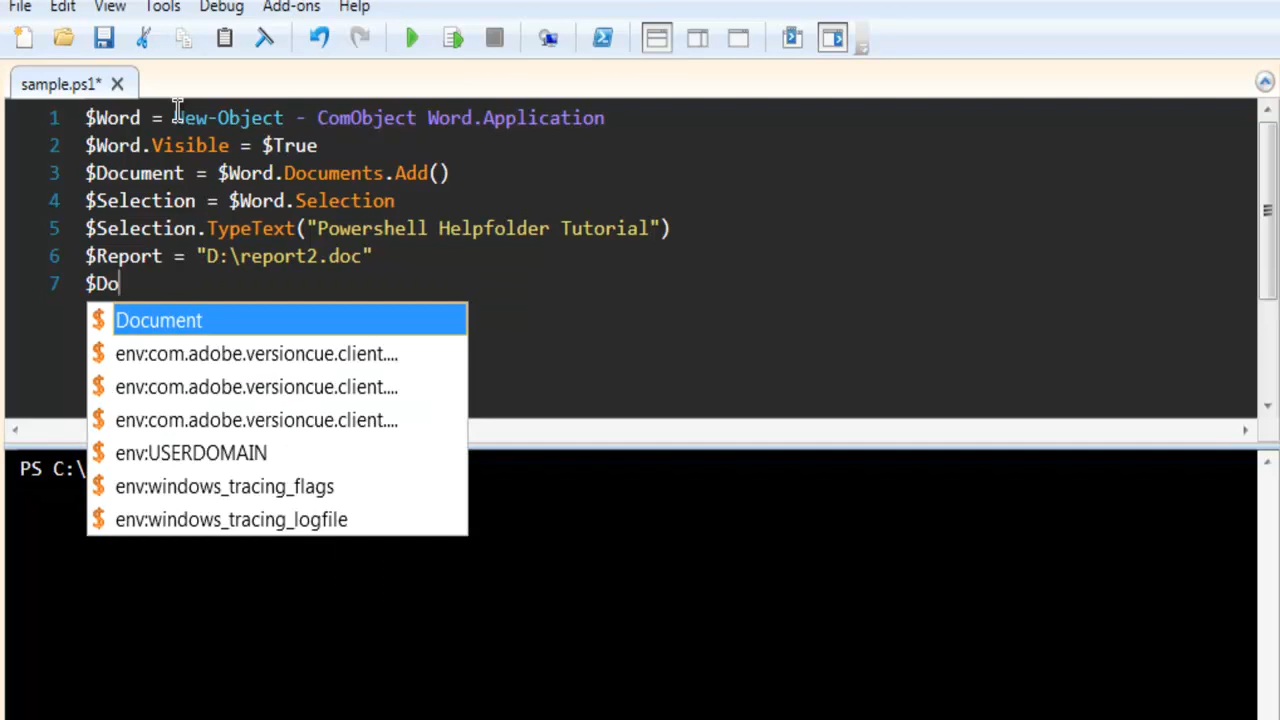 File Edit View Tools Debug Add-ons Help
sample.ps1*
1 $Word = New-Object - ComObject Word.Application
2 $Word.Visible = $True
3 $Document = $Word.Documents.Add()
4 $Selection = $Word.Selection
5 $Selection.TypeText("Powershell Helpfolder Tutorial")
6 $Report = "D:\report2.doc"
7 $Do
$ Document
$ env:com.adobe.versioncue.client....
$ env:com.adobe.versioncue.client....
$ env:com.adobe.versioncue.client....
$ env:USERDOMAIN
$ env:windows_tracing_flags
$ env:windows_tracing_logfile
PS C:\